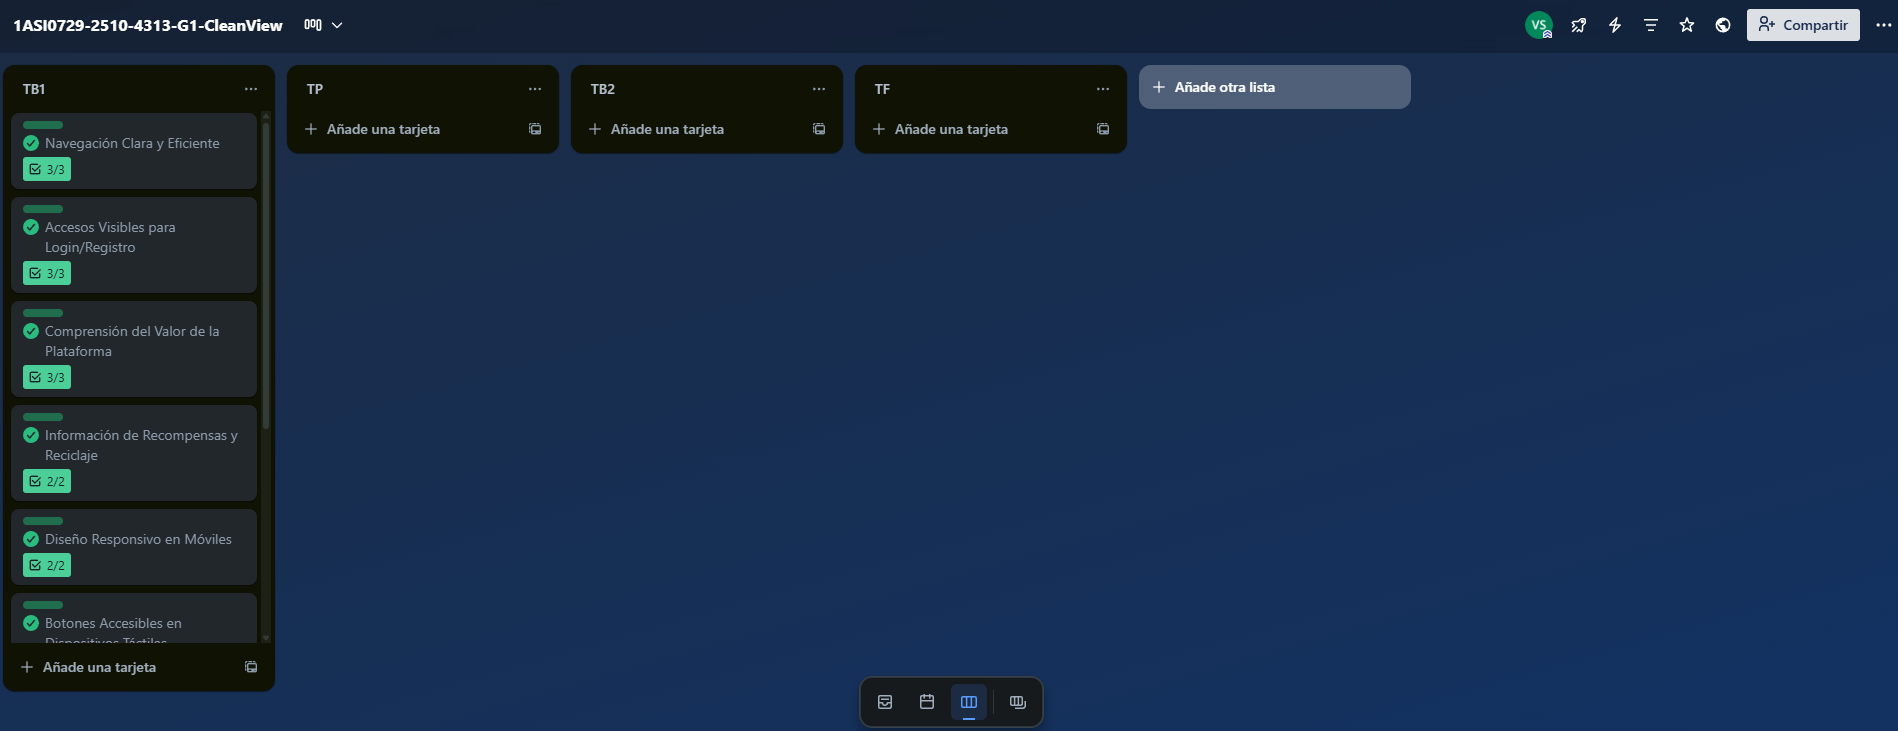 1ASI0729-2510-4313-G1-CleanView
VS
Compartir
TB1
Navegación Clara y Eficiente
3/3
Accesos Visibles para
Login/Registro
3/3
Comprensión del Valor de la
Plataforma
3/3
Información de Recompensas y
Reciclaje
2/2
Diseño Responsivo en Móviles
2/2
Botones Accesibles en
Dispositivos Táctiles
Añade una tarjeta
TP
Añade una tarjeta
TB2
Añade una tarjeta
TF
Añade una tarjeta
Añade otra lista